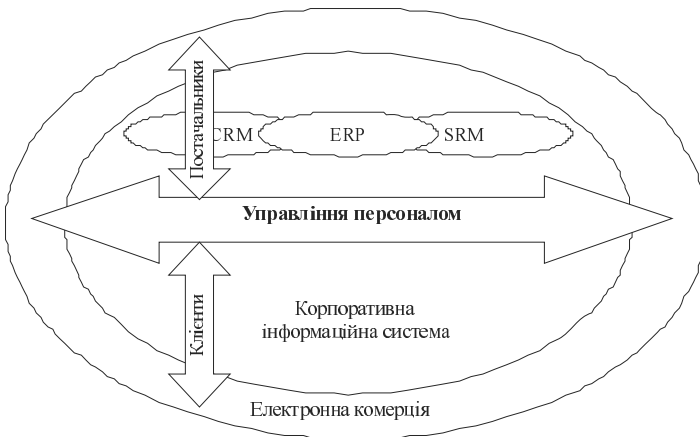 Постачальники
CRM
ERP
SRM
Управління персоналом
Клієнти
Корпоративна
інформаційна система
Електронна комерція